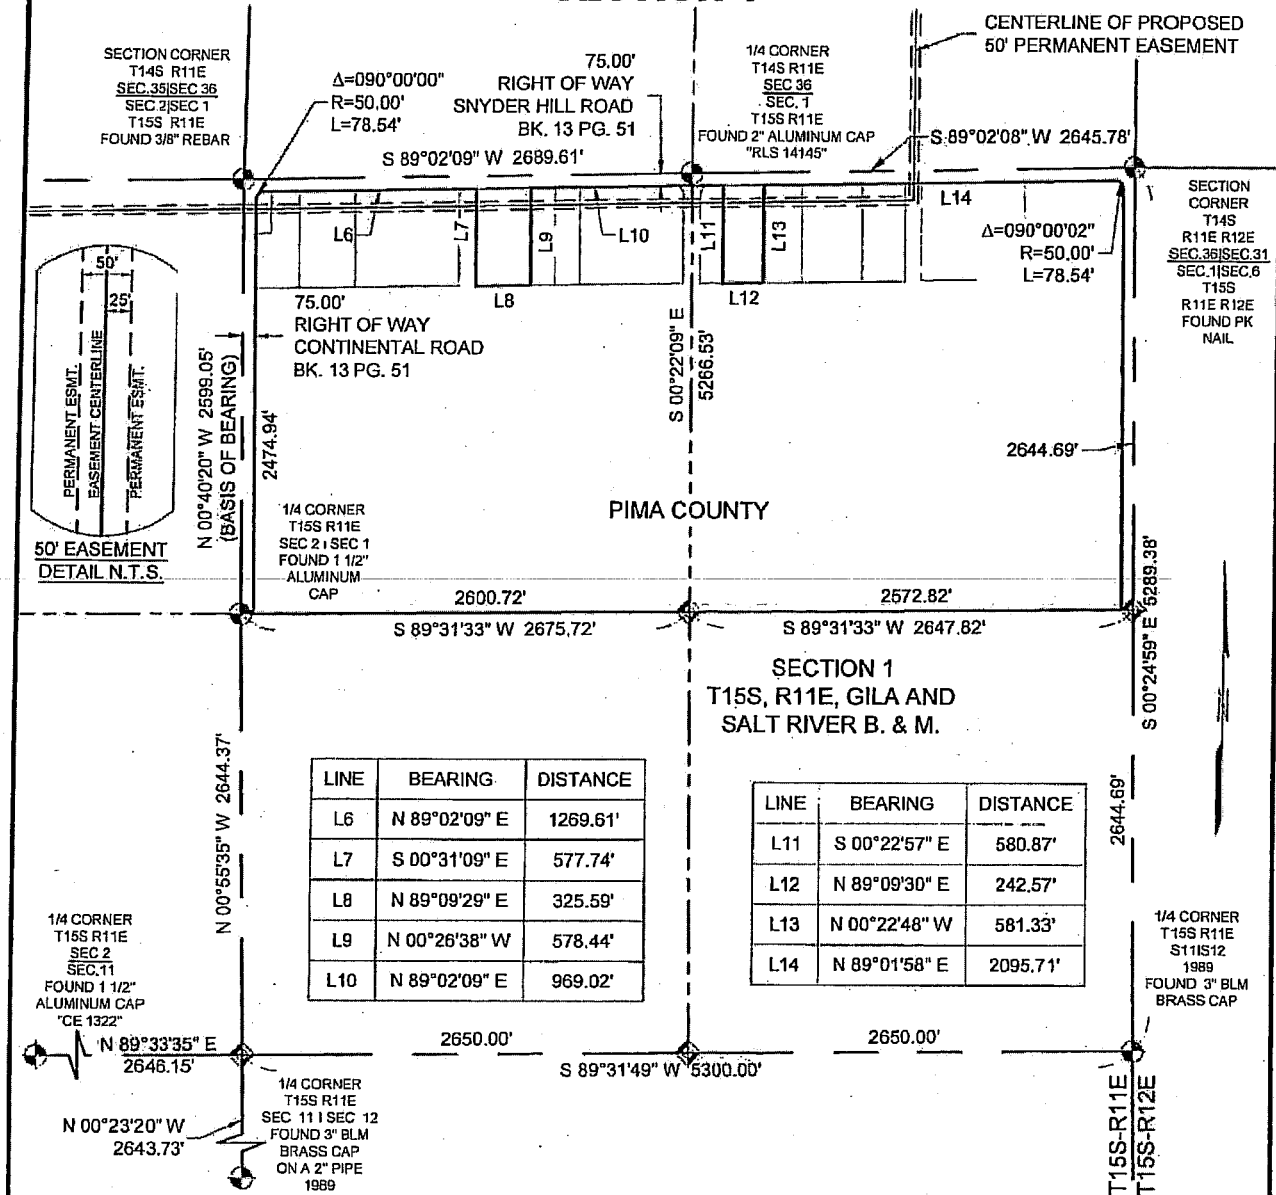 CENTERLINE OF PROPOSED
50' PERMANENT EASEMENT
SECTION CORNER
T14S R11E
SEC.35|SEC 36
SEC.2|SEC 1
T15S R11E
FOUND 3/8" REBAR
Δ=090°00'00"
R=50.00'
L=78.54'
75.00'
RIGHT OF WAY
SNYDER HILL ROAD
BK. 13 PG. 51
1/4 CORNER
T14S R11E
SEC 36
SEC. 1
T15S R11E
FOUND 2" ALUMINUM CAP
"RLS 14145"
S 89°02'09" W 2689.61'
S 89°02'08" W 2645.78'
SECTION
CORNER
T14S
R11E R12E
SEC.36|SEC.31
SEC.1|SEC.6
T15S
R11E R12E
FOUND PK
NAIL
L6
L7
L8
L9
L10
L11
L12
L13
L14
Δ=090°00'02"
R=50.00'
L=78.54'
50'
25'
PERMANENT ESMT.
EASEMENT CENTERLINE
PERMANENT ESMT.
50' EASEMENT
DETAIL N.T.S.
75.00'
RIGHT OF WAY
CONTINENTAL ROAD
BK. 13 PG. 51
N 00°40'20" W 2599.05'
(BASIS OF BEARING)
2474.94'
S 00°22'09" E
5266.53'
2644.69'
PIMA COUNTY
1/4 CORNER
T15S R11E
SEC 2 | SEC 1
FOUND 1 1/2"
ALUMINUM
CAP
2600.72'
S 89°31'33" W 2675.72'
2572.82'
S 89°31'33" W 2647.82'
S 00°24'59" E 5289.38'
SECTION 1
T15S, R11E, GILA AND
SALT RIVER B. & M.
N 00°55'35" W 2644.37'
2644.69'
LINE BEARING DISTANCE
L6 N 89°02'09" E 1269.61'
L7 S 00°31'09" E 577.74'
L8 N 89°09'29" E 325.59'
L9 N 00°26'38" W 578.44'
L10 N 89°02'09" E 969.02'
LINE BEARING DISTANCE
L11 S 00°22'57" E 580.87'
L12 N 89°09'30" E 242.57'
L13 N 00°22'48" W 581.33'
L14 N 89°01'58" E 2095.71'
1/4 CORNER
T15S R11E
SEC 2
SEC.11
FOUND 1 1/2"
ALUMINUM CAP
"CE 1322"
1/4 CORNER
T15S R11E
S11|S12
1989
FOUND 3" BLM
BRASS CAP
N 89°33'35" E
2646.15'
2650.00'
2650.00'
S 89°31'49" W 5300.00'
N 00°23'20" W
2643.73'
1/4 CORNER
T15S R11E
SEC 11 | SEC 12
FOUND 3" BLM
BRASS CAP
ON A 2" PIPE
1989
T15S-R11E
T15S-R12E